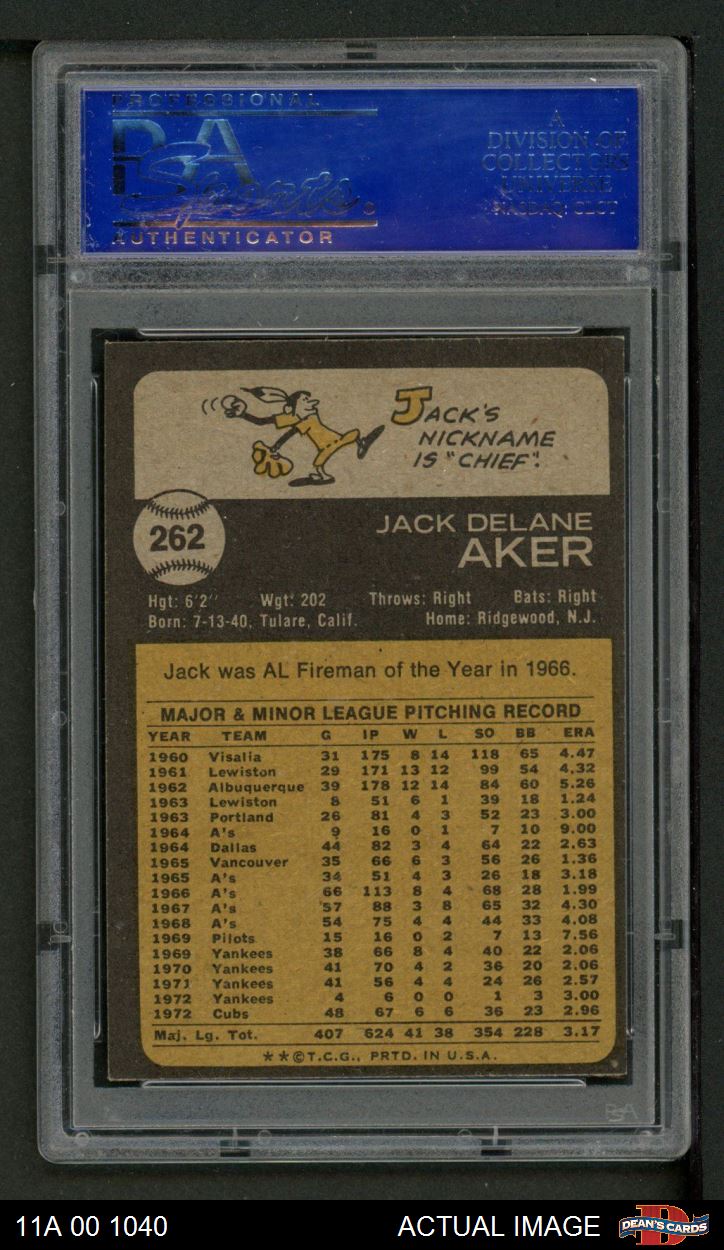 PROFESSIONAL
PSA
Sports
AUTHENTICATOR
A
DIVISION OF
COLLECTORS
UNIVERSE
NASDAQ: CLCT
JACK'S
NICKNAME
IS "CHIEF".
262
JACK DELANE
AKER
Hgt: 6'2" Wgt: 202 Throws: Right Bats: Right
Born: 7-13-40, Tulare, Calif. Home: Ridgewood, N.J.
Jack was AL Fireman of the Year in 1966.
MAJOR & MINOR LEAGUE PITCHING RECORD
YEAR TEAM G IP W L SO BB ERA
1960 Visalia 31 175 8 14 118 65 4.47
1961 Lewiston 29 171 13 12 99 54 4.32
1962 Albuquerque 39 178 12 14 84 60 5.26
1963 Lewiston 8 51 6 1 39 18 1.24
1963 Portland 26 81 4 3 52 23 3.00
1964 A's 9 16 0 1 7 10 9.00
1964 Dallas 44 82 3 4 64 22 2.63
1965 Vancouver 35 66 6 3 56 26 1.36
1965 A's 34 51 4 3 26 18 3.18
1966 A's 66 113 8 4 68 28 1.99
1967 A's 57 88 3 8 65 32 4.30
1968 A's 54 75 4 4 44 33 4.08
1969 Pilots 15 16 0 2 7 13 7.56
1969 Yankees 38 66 8 4 40 22 2.06
1970 Yankees 41 70 4 2 36 20 2.06
1971 Yankees 41 56 4 4 24 26 2.57
1972 Yankees 4 6 0 0 1 3 3.00
1972 Cubs 48 67 6 6 36 23 2.96
Maj. Lg. Tot. 407 624 41 38 354 228 3.17
**©T.C.G., PRTD. IN U.S.A.
PSA
11A 00 1040 ACTUAL IMAGE DEAN'S CARDS